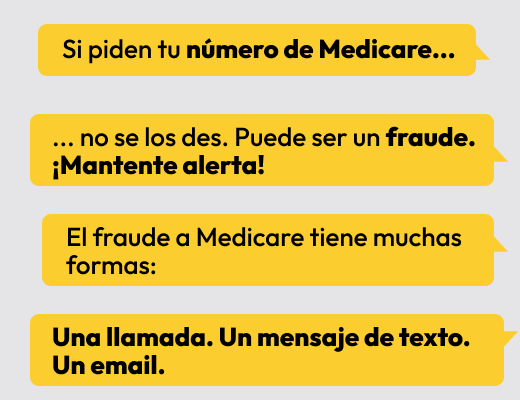 Si piden tu número de Medicare...
... no se los des. Puede ser un fraude.
¡Mantente alerta!
El fraude a Medicare tiene muchas
formas:
Una llamada. Un mensaje de texto.
Un email.